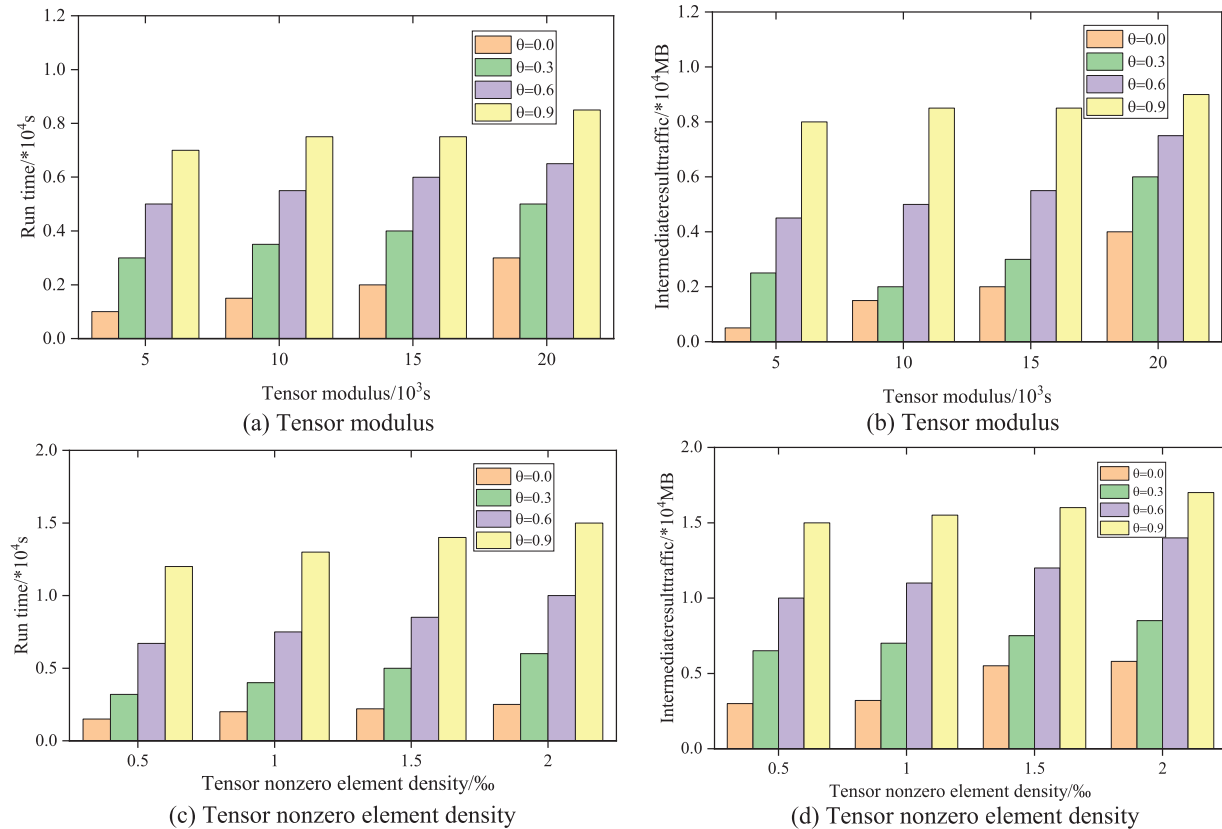 1.2
1.0
0.8
0.6
0.4
0.2
0.0
Run time/*10⁴s
θ=0.0
θ=0.3
θ=0.6
θ=0.9
5 10 15 20
Tensor modulus/10³s
(a) Tensor modulus
1.2
1.0
0.8
0.6
0.4
0.2
0.0
Intermediateresulttraffic/*10⁴MB
θ=0.0
θ=0.3
θ=0.6
θ=0.9
5 10 15 20
Tensor modulus/10³s
(b) Tensor modulus
2.0
1.5
1.0
0.5
0.0
Run time/*10⁴s
θ=0.0
θ=0.3
θ=0.6
θ=0.9
0.5 1 1.5 2
Tensor nonzero element density/‰
(c) Tensor nonzero element density
2.0
1.5
1.0
0.5
0.0
Intermediateresulttraffic/*10⁴MB
θ=0.0
θ=0.3
θ=0.6
θ=0.9
0.5 1 1.5 2
Tensor nonzero element density/‰
(d) Tensor nonzero element density